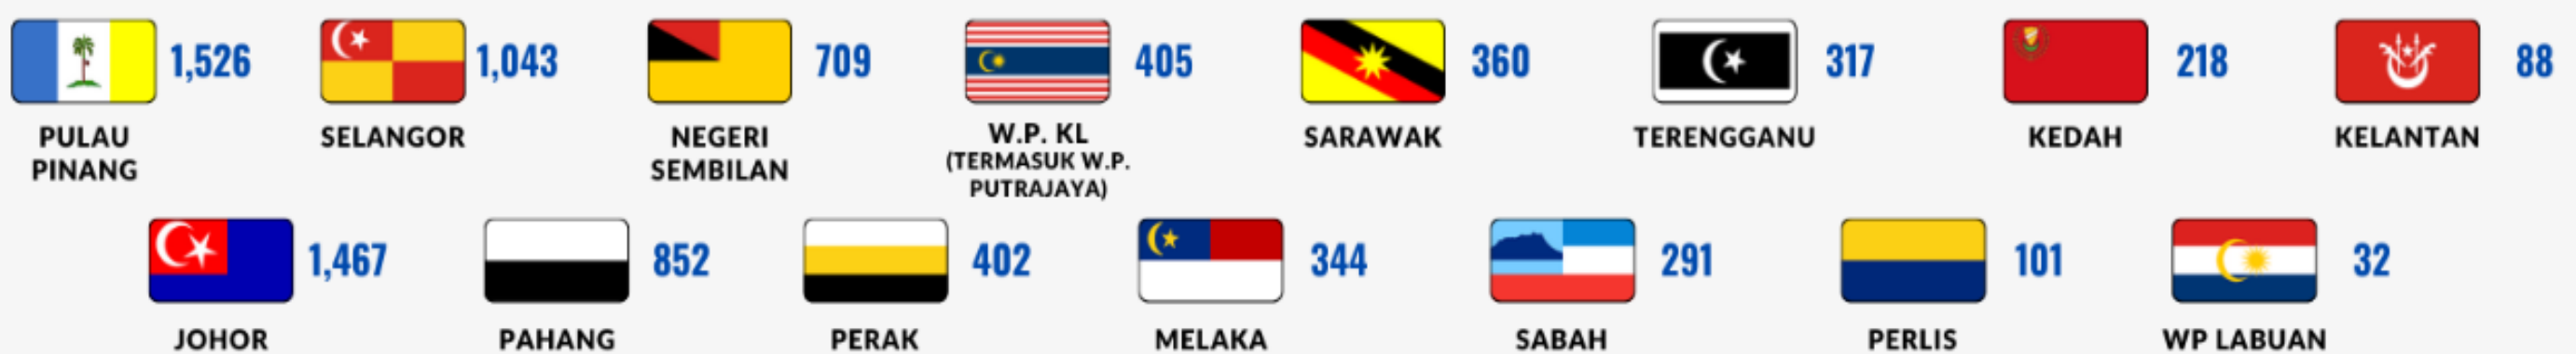 1,526 1,043 709 405 360 317 218 88
PULAU PINANG SELANGOR NEGERI SEMBILAN W.P. KL (TERMASUK W.P. PUTRAJAYA) SARAWAK TERENGGANU KEDAH KELANTAN
1,467 852 402 344 291 101 32
JOHOR PAHANG PERAK MELAKA SABAH PERLIS WP LABUAN